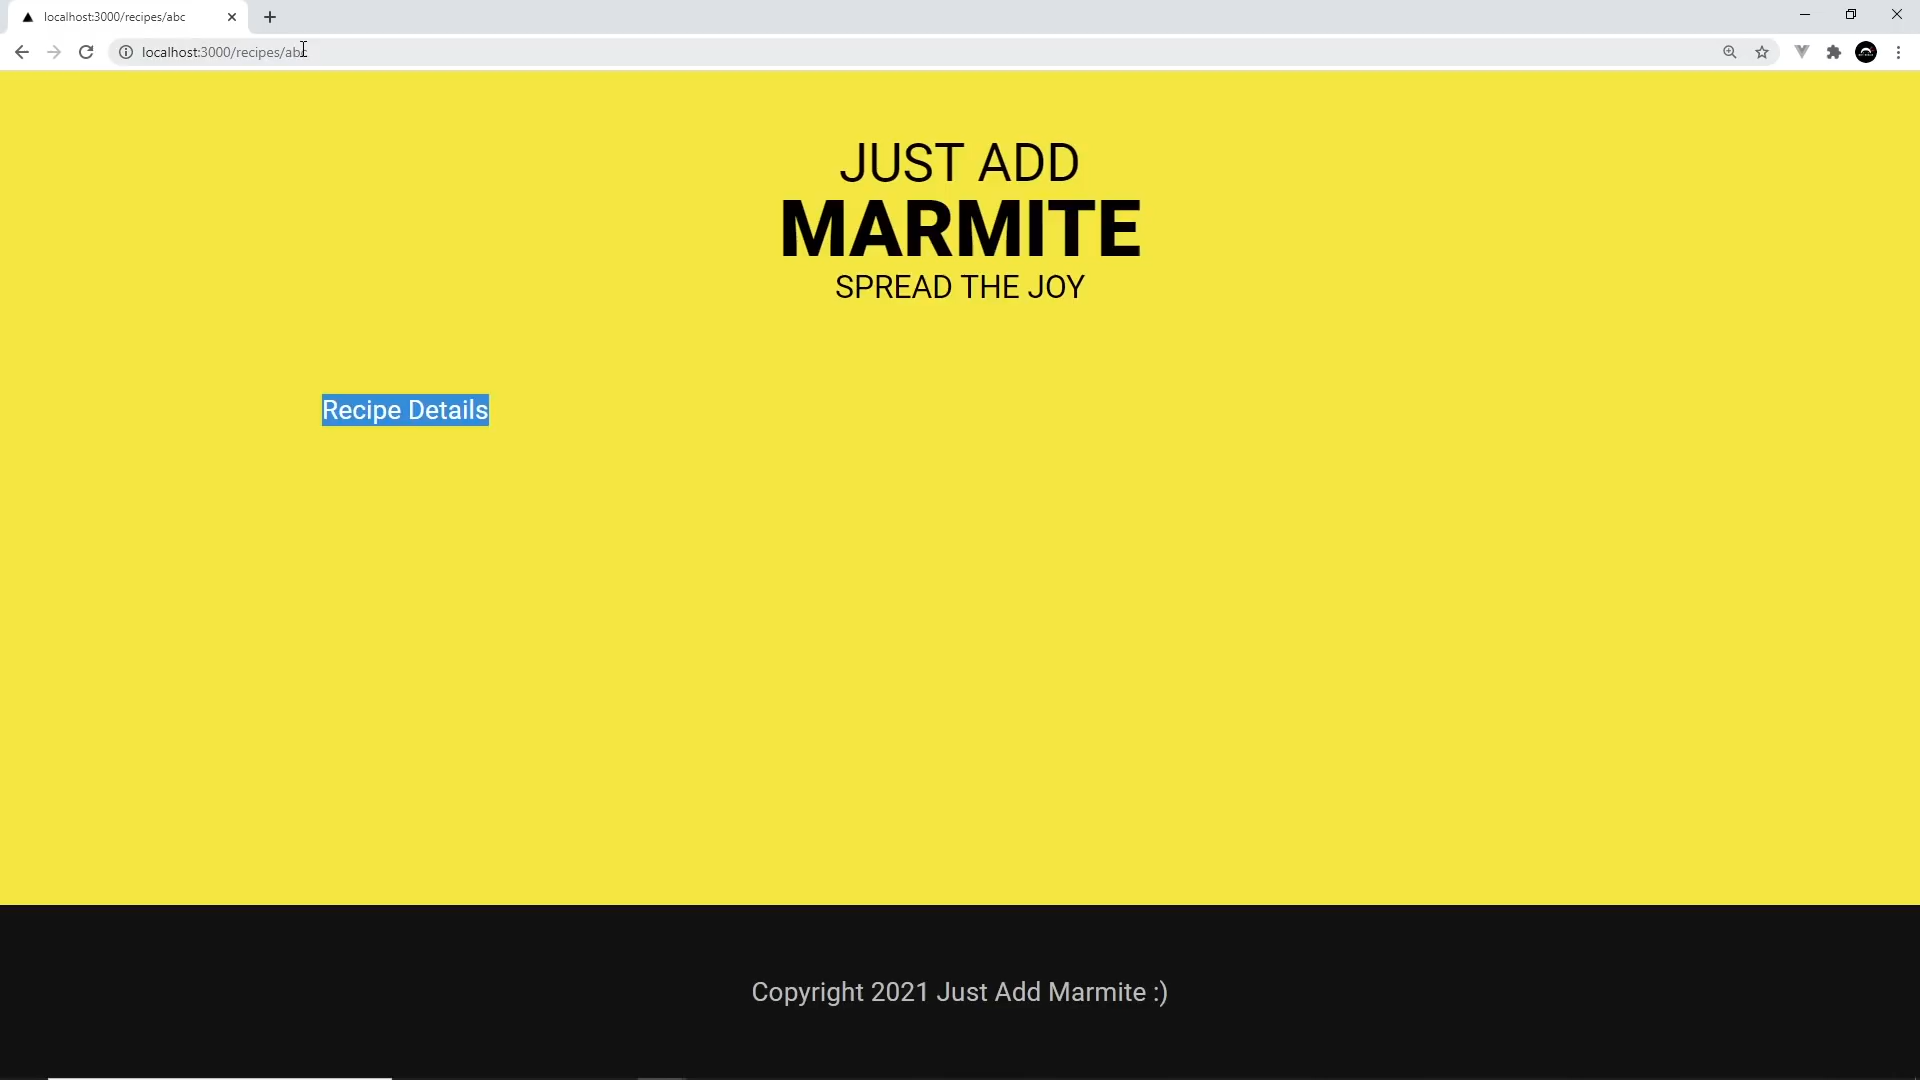 localhost:3000/recipes/abc
localhost:3000/recipes/abc
JUST ADD
MARMITE
SPREAD THE JOY
Recipe Details
Copyright 2021 Just Add Marmite :)